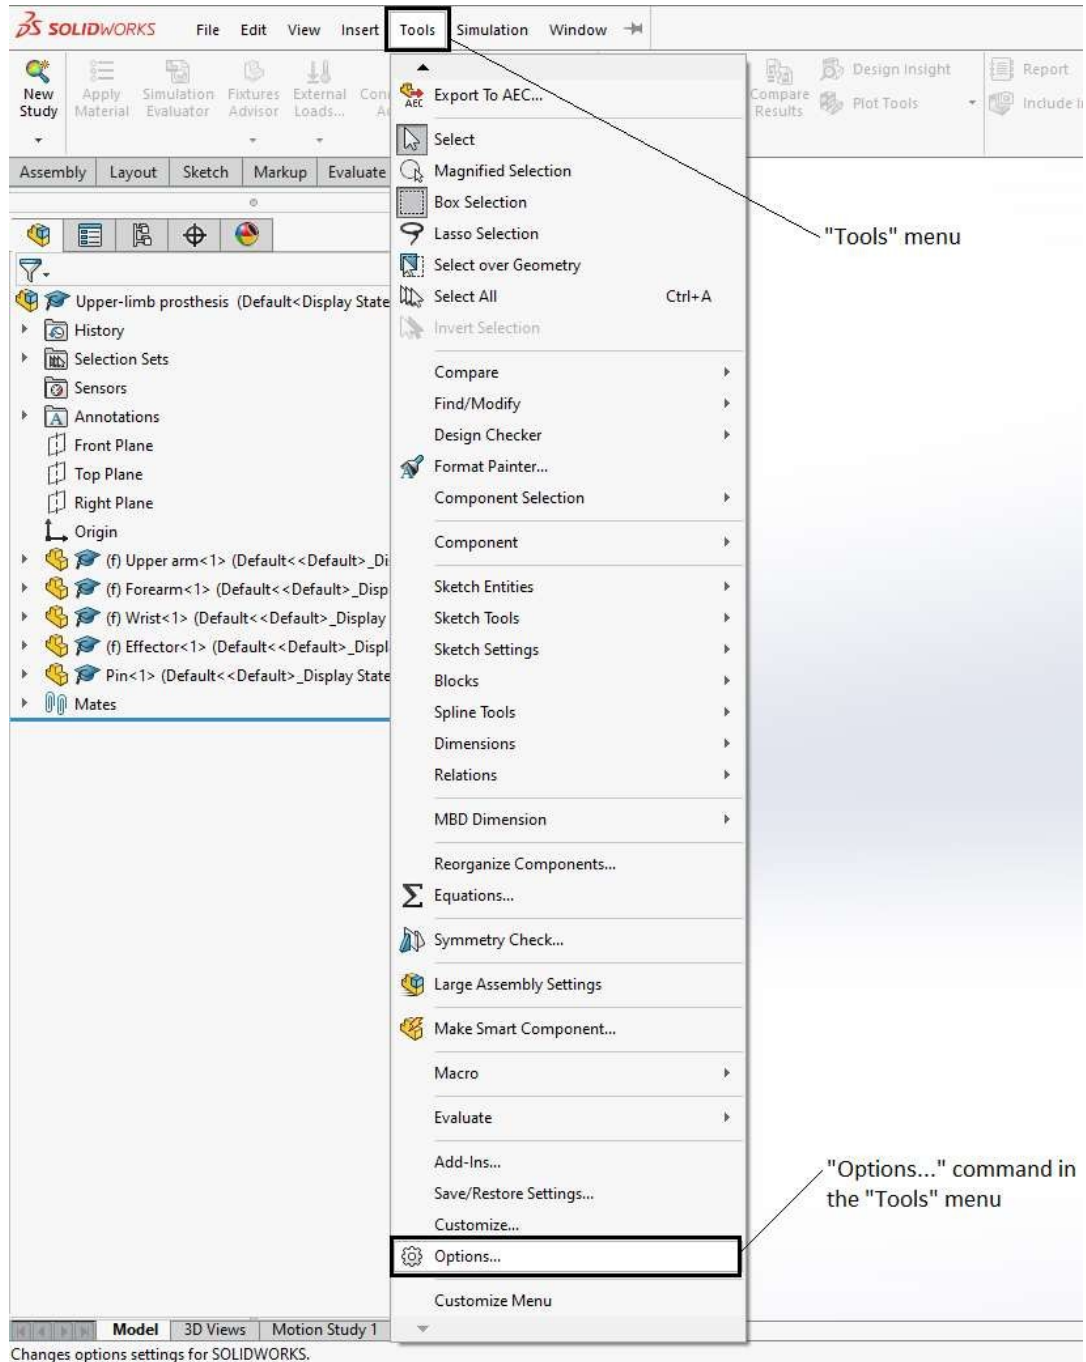 SOLIDWORKS File Edit View Insert Tools Simulation Window
New Study
Apply Material
Simulation Evaluator
Fixtures Advisor
External Loads...
Compare Results
Design Insight
Plot Tools
Report
Assembly Layout Sketch Markup Evaluate
Upper-limb prosthesis (Default<Display State
History
Selection Sets
Sensors
Annotations
Front Plane
Top Plane
Right Plane
Origin
(f) Upper arm<1> (Default<<Default>_Di
(f) Forearm<1> (Default<<Default>_Disp
(f) Wrist<1> (Default<<Default>_Display
(f) Effector<1> (Default<<Default>_Displ
Pin<1> (Default<<Default>_Display State
Mates
Export To AEC...
Select
Magnified Selection
Box Selection
Lasso Selection
Select over Geometry
Select All Ctrl+A
Invert Selection
Compare
Find/Modify
Design Checker
Format Painter...
Component Selection
Component
Sketch Entities
Sketch Tools
Sketch Settings
Blocks
Spline Tools
Dimensions
Relations
MBD Dimension
Reorganize Components...
Equations...
Symmetry Check...
Large Assembly Settings
Make Smart Component...
Macro
Evaluate
Add-Ins...
Save/Restore Settings...
Customize...
Options...
Customize Menu
"Tools" menu
"Options..." command in
the "Tools" menu
Model 3D Views Motion Study 1
Changes options settings for SOLIDWORKS.